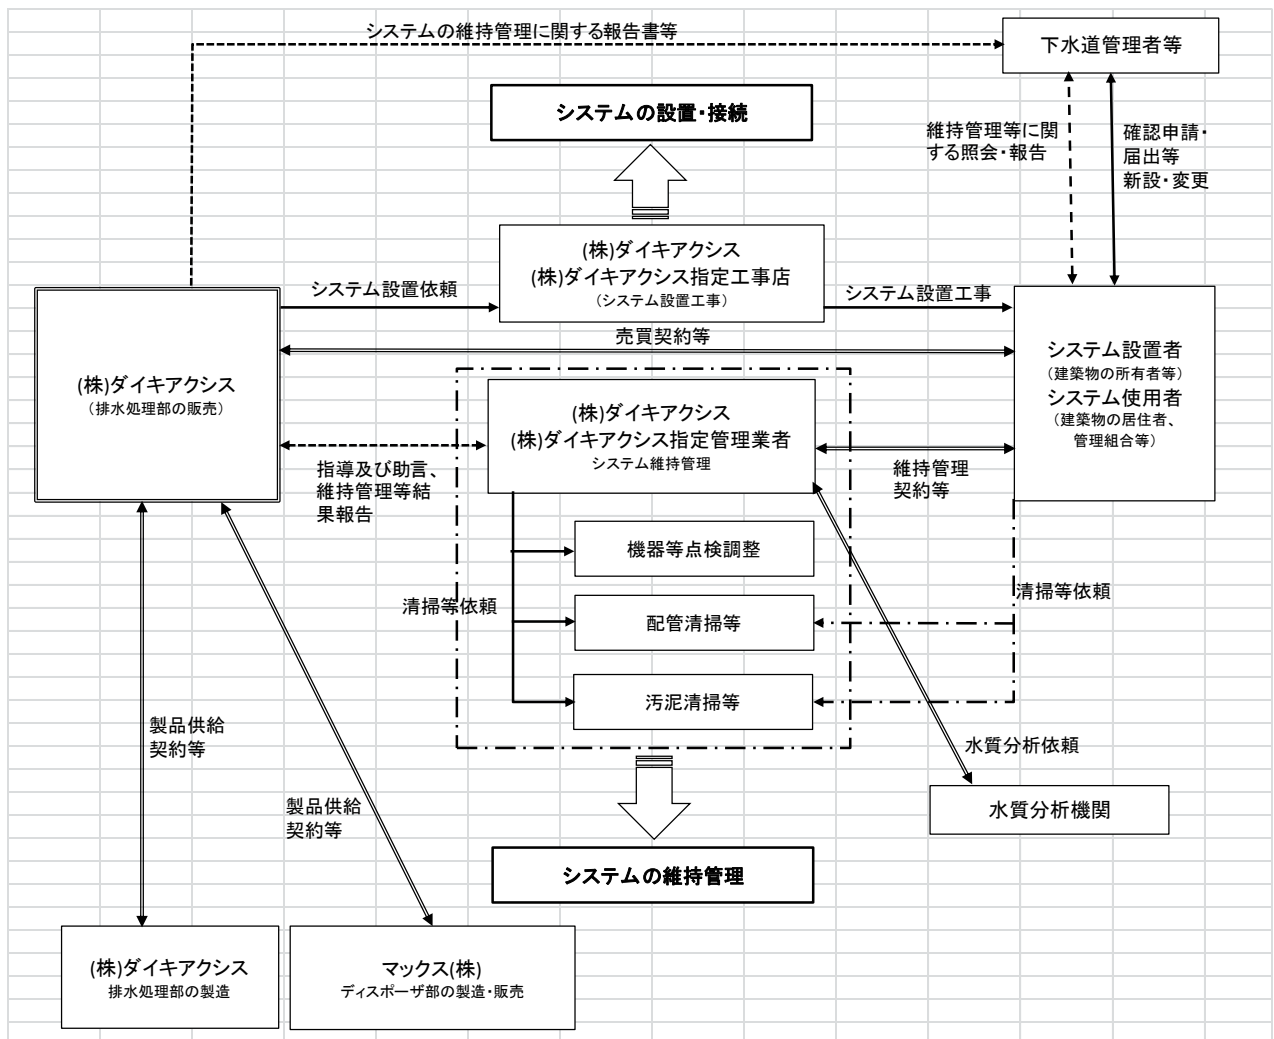 システムの維持管理に関する報告書等
下水道管理者等
システムの設置・接続
維持管理等に関
する照会・報告
確認申請・
届出等
新設・変更
(株)ダイキアクシス
(株)ダイキアクシス指定工事店
（システム設置工事）
システム設置依頼
システム設置工事
売買契約等
(株)ダイキアクシス
（排水処理部の販売）
システム設置者
（建築物の所有者等）
システム使用者
（建築物の居住者、
管理組合等）
(株)ダイキアクシス
(株)ダイキアクシス指定管理業者
システム維持管理
指導及び助言、
維持管理等結
果報告
維持管理
契約等
機器等点検調整
清掃等依頼
配管清掃等
清掃等依頼
汚泥清掃等
製品供給
契約等
水質分析依頼
製品供給
契約等
水質分析機関
システムの維持管理
(株)ダイキアクシス
排水処理部の製造
マックス(株)
ディスポーザ部の製造・販売